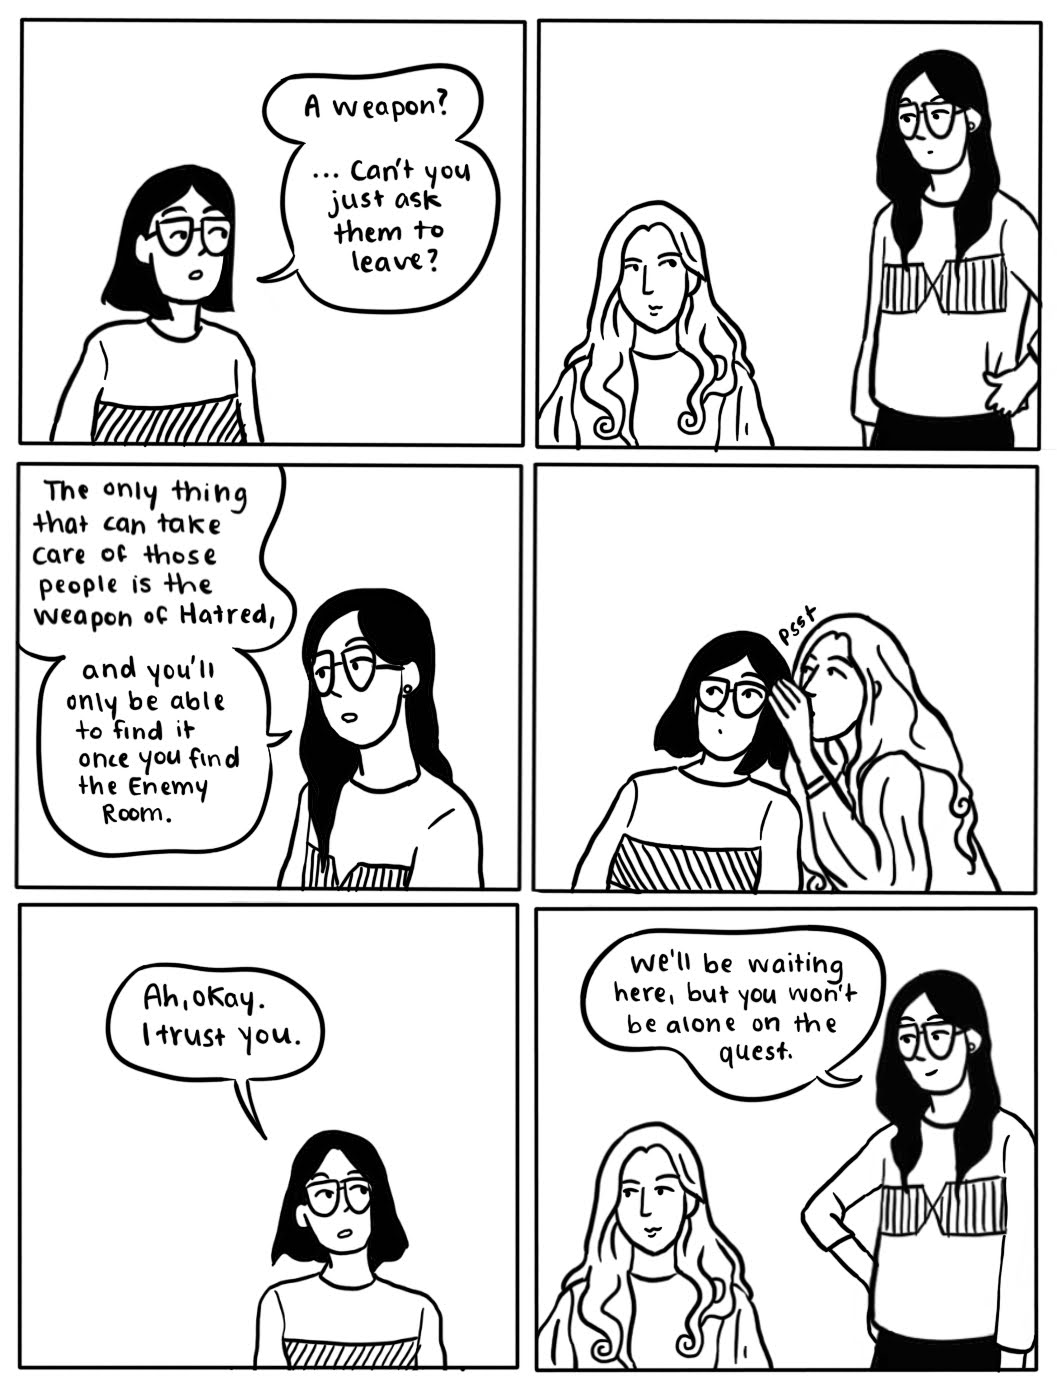 A weapon?
... Can't you
just ask
them to
leave?
The only thing
that can take
care of those
people is the
weapon of Hatred,
and you'll
only be able
to find it
once you find
the Enemy
Room.
psst
Ah, okay.
I trust you.
We'll be waiting
here, but you won't
be alone on the
quest.